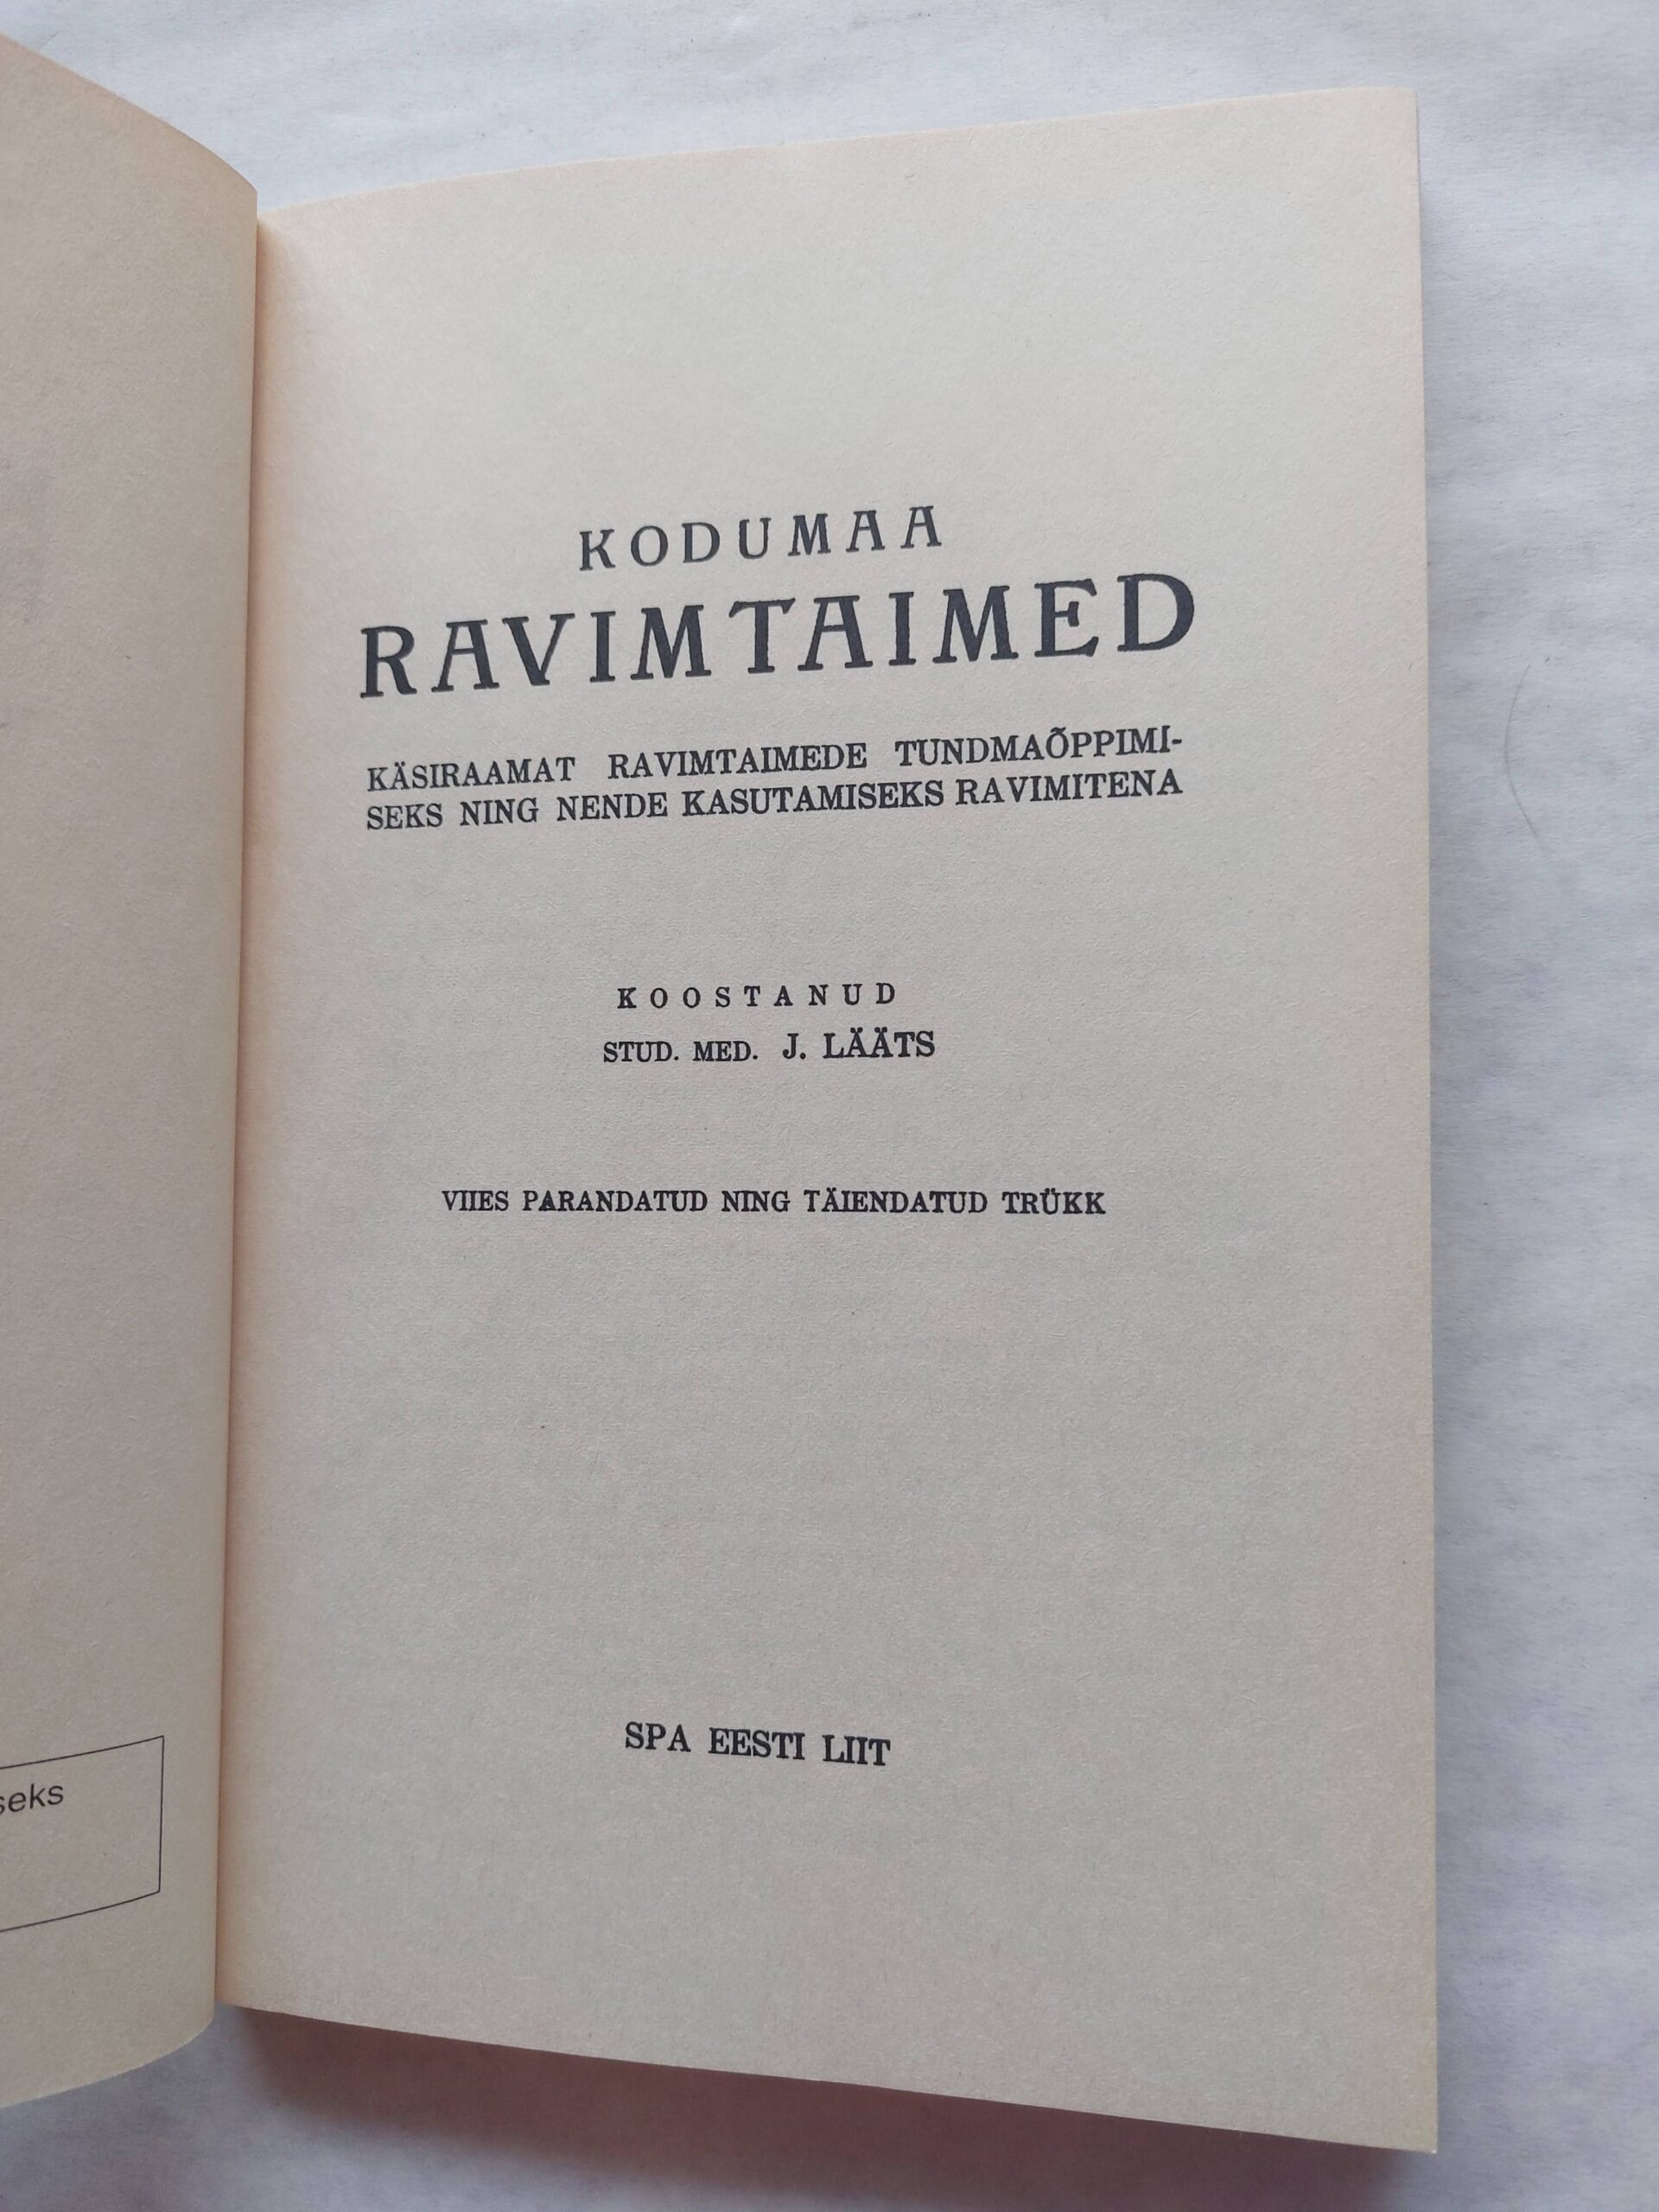 KODUMAA
RAVIMTAIMED
KÄSIRAAMAT RAVIMTAIMEDE TUNDMAÕPPIMI-
SEKS NING NENDE KASUTAMISEKS RAVIMITENA
KOOSTANUD
STUD. MED. J. LÄÄTS
VIIES PARANDATUD NING TÄIENDATUD TRÜKK
SPA EESTI LIIT
seks